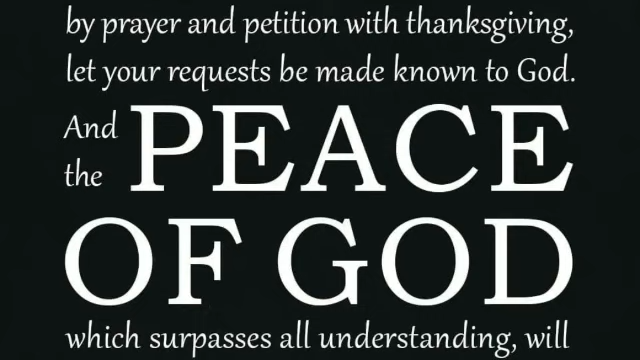 by prayer and petition with thanksgiving,
let your requests be made known to God.
And the PEACE
OF GOD
which surpasses all understanding, will